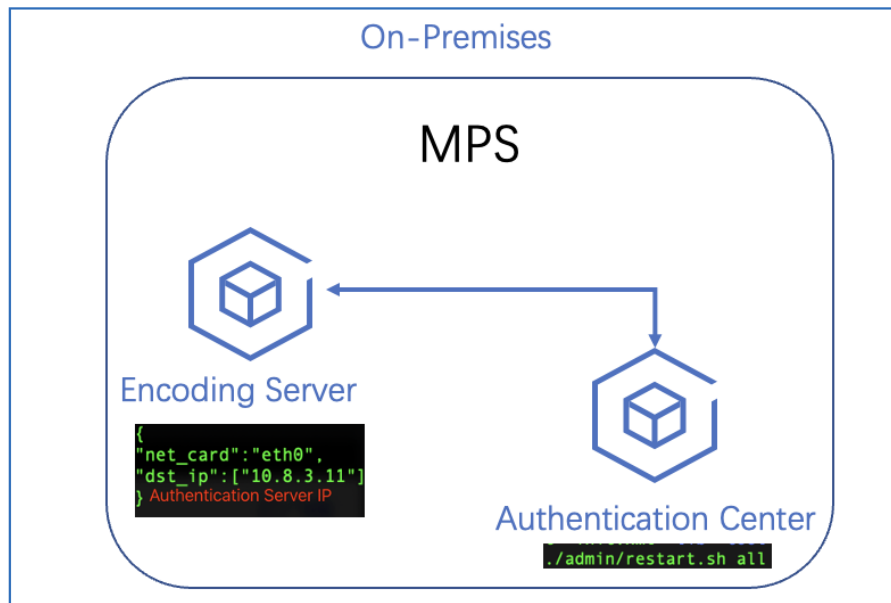 On-Premises
MPS
Encoding Server
{
"net_card":"eth0",
"dst_ip":["10.8.3.11"]
} Authentication Server IP
Authentication Center
./admin/restart.sh all